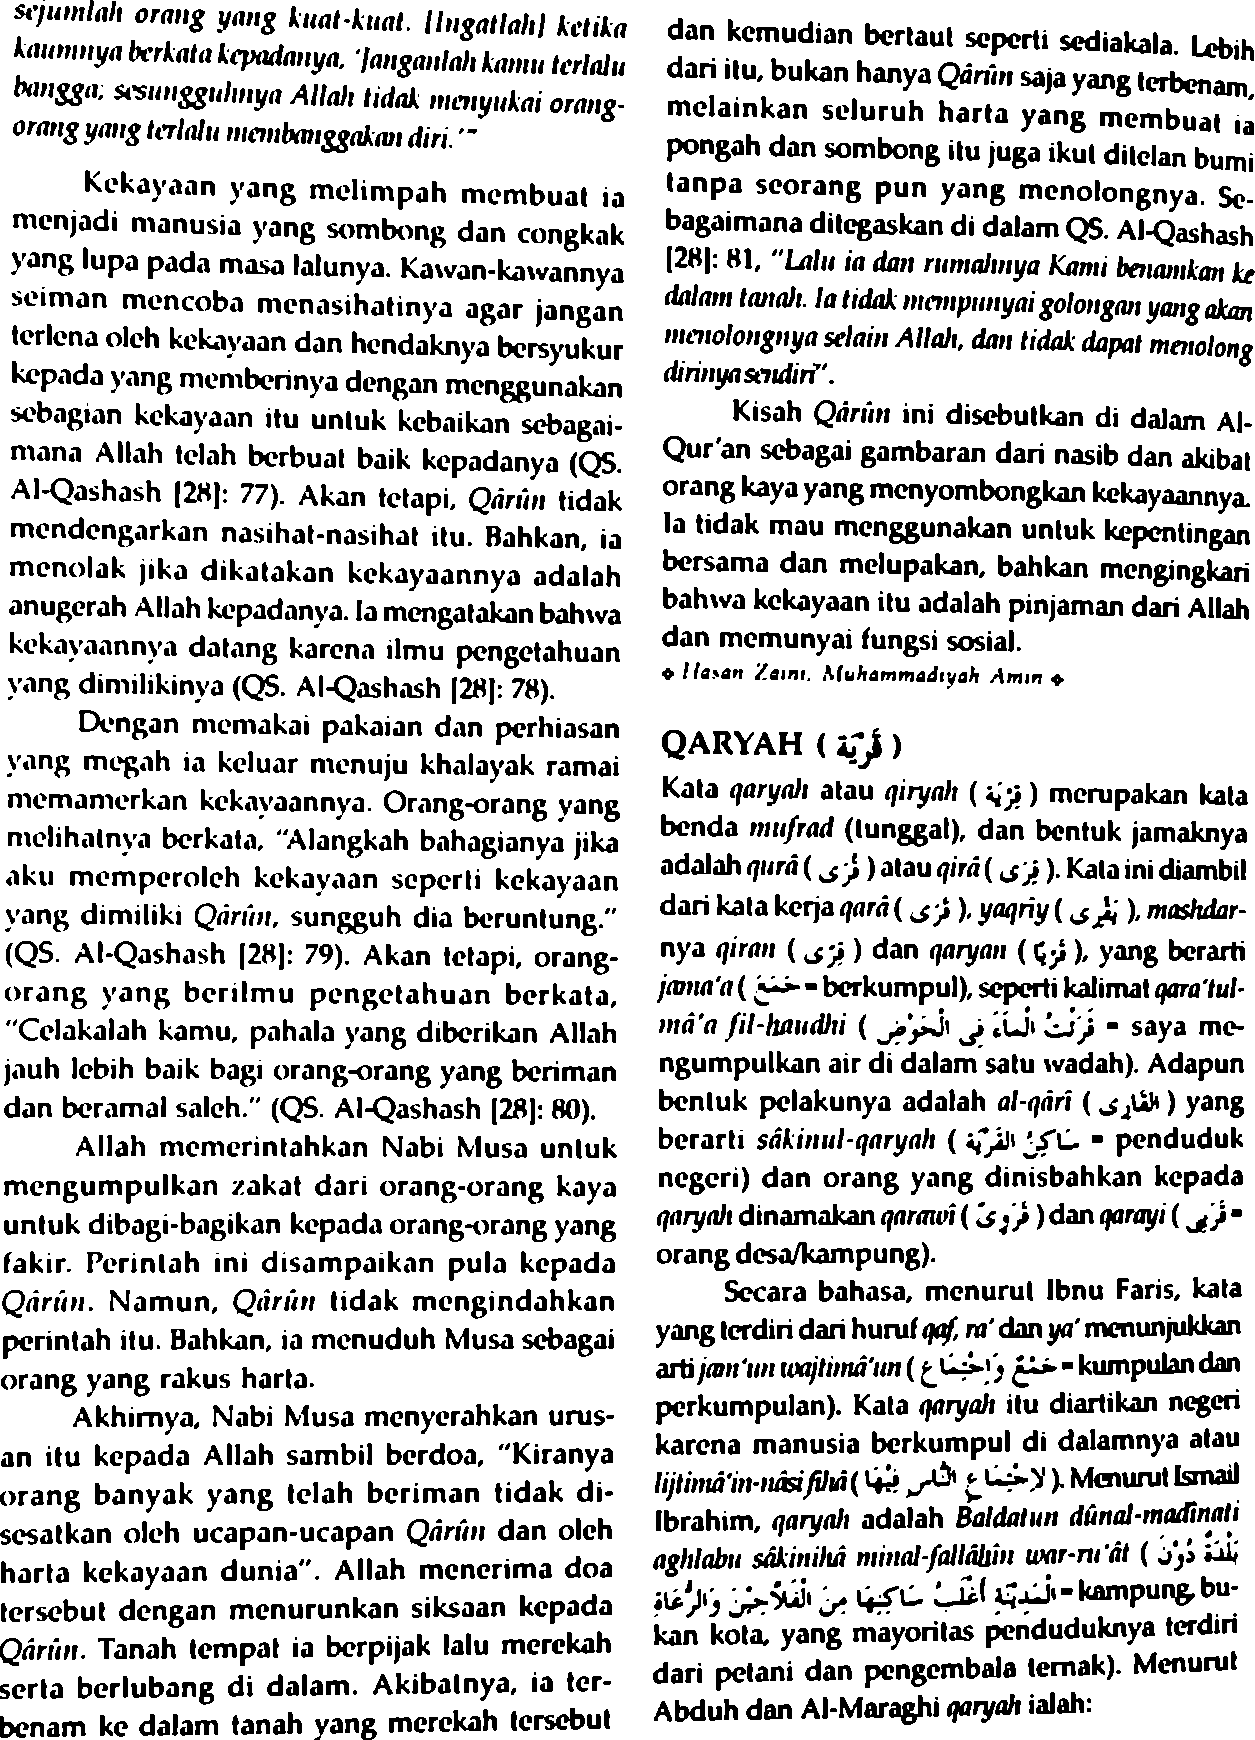 sejumlah orang yang kuat-kuat. [Ingatlah] ketika
kaumnya berkata kepadanya, 'Janganlah kamu terlalu
bangga; sesungguhnya Allah tidak menyukai orang-
orang yang terlalu membanggakan diri.'"
Kekayaan yang melimpah membuat ia
menjadi manusia yang sombong dan congkak
yang lupa pada masa lalunya. Kawan-kawannya
seiman mencoba menasihatinya agar jangan
terlena oleh kekayaan dan hendaknya bersyukur
kepada yang memberinya dengan menggunakan
sebagian kekayaan itu untuk kebaikan sebagai-
mana Allah telah berbuat baik kepadanya (QS.
Al-Qashash [28]: 77). Akan tetapi, Qârûn tidak
mendengarkan nasihat-nasihat itu. Bahkan, ia
menolak jika dikatakan kekayaannya adalah
anugerah Allah kepadanya. Ia mengatakan bahwa
kekayaannya datang karena ilmu pengetahuan
yang dimilikinya (QS. Al-Qashash [28]: 78).
Dengan memakai pakaian dan perhiasan
yang megah ia keluar menuju khalayak ramai
memamerkan kekayaannya. Orang-orang yang
melihatnya berkata, "Alangkah bahagianya jika
aku memperoleh kekayaan seperti kekayaan
yang dimiliki Qârûn, sungguh dia beruntung."
(QS. Al-Qashash [28]: 79). Akan tetapi, orang-
orang yang berilmu pengetahuan berkata,
"Celakalah kamu, pahala yang diberikan Allah
jauh lebih baik bagi orang-orang yang beriman
dan beramal saleh." (QS. Al-Qashash [28]: 80).
Allah memerintahkan Nabi Musa untuk
mengumpulkan zakat dari orang-orang kaya
untuk dibagi-bagikan kepada orang-orang yang
fakir. Perintah ini disampaikan pula kepada
Qârûn. Namun, Qârûn tidak mengindahkan
perintah itu. Bahkan, ia menuduh Musa sebagai
orang yang rakus harta.
Akhirnya, Nabi Musa menyerahkan urus-
an itu kepada Allah sambil berdoa, "Kiranya
orang banyak yang telah beriman tidak di-
sesatkan oleh ucapan-ucapan Qârûn dan oleh
harta kekayaan dunia". Allah menerima doa
tersebut dengan menurunkan siksaan kepada
Qârûn. Tanah tempat ia berpijak lalu merekah
serta berlubang di dalam. Akibatnya, ia ter-
benam ke dalam tanah yang merekah tersebut
dan kemudian bertaut seperti sediakala. Lebih
dari itu, bukan hanya Qârûn saja yang terbenam,
melainkan seluruh harta yang membuat ia
pongah dan sombong itu juga ikut ditelan bumi
tanpa seorang pun yang menolongnya. Se-
bagaimana ditegaskan di dalam QS. Al-Qashash
[28]: 81, "Lalu ia dan rumahnya Kami benamkan ke
dalam tanah. Ia tidak mempunyai golongan yang akan
menolongnya selain Allah, dan tidak dapat menolong
dirinya sendiri".
Kisah Qârûn ini disebutkan di dalam Al-
Qur'an sebagai gambaran dari nasib dan akibat
orang kaya yang menyombongkan kekayaannya.
Ia tidak mau menggunakan untuk kepentingan
bersama dan melupakan, bahkan mengingkari
bahwa kekayaan itu adalah pinjaman dari Allah
dan memunyai fungsi sosial.
❖ Hasan Zaini, Muhammadiyah Amin ❖
QARYAH ( قَرْيَة )
Kata qaryah atau qiryah ( قِرْيَة ) merupakan kata
benda mufrad (tunggal), dan bentuk jamaknya
adalah qurâ ( قُرَى ) atau qirâ ( قِرَى ). Kata ini diambil
dari kata kerja qarâ ( قَرَى ), yaqriy ( يَقْرِى ), mashdar-
nya qiran ( قِرَى ) dan qaryan ( قَرْيًا ), yang berarti
jama'a ( جَمَعَ = berkumpul), seperti kalimat qara'tul-
mâ'a fil-haudhi ( قَرَيْتُ الْمَاءَ فِى الْحَوْضِ = saya me-
ngumpulkan air di dalam satu wadah). Adapun
bentuk pelakunya adalah al-qârî ( القَارِى ) yang
berarti sâkinul-qaryah ( سَاكِنُ القَرْيَة = penduduk
negeri) dan orang yang dinisbahkan kepada
qaryah dinamakan qarawî ( قَرَوِىّ ) dan qarayi ( قَرَيِى =
orang desa/kampung).
Secara bahasa, menurut Ibnu Faris, kata
yang terdiri dari huruf qaf, ra' dan ya' menunjukkan
arti jam'un wajtimâ'un ( جَمْعٌ وَاجْتِمَاع = kumpulan dan
perkumpulan). Kata qaryah itu diartikan negeri
karena manusia berkumpul di dalamnya atau
lijtimâ'in-nâsi fîhâ ( لاجْتِمَاعِ النَّاسِ فِيْهَا ). Menurut Ismail
Ibrahim, qaryah adalah Baldatun dûnal-madînati
aghlabu sâkinihâ minal-fallâhîn war-ru'ât ( بَلْدَةٌ دُوْنَ
الْمَدِيْنَةِ أَغْلَبُ سَاكِنِهَا مِنَ الْفَلاَّحِيْنَ وَالرُّعَاةِ = kampung, bu-
kan kota, yang mayoritas penduduknya terdiri
dari petani dan pengembala ternak). Menurut
Abduh dan Al-Maraghi qaryah ialah: